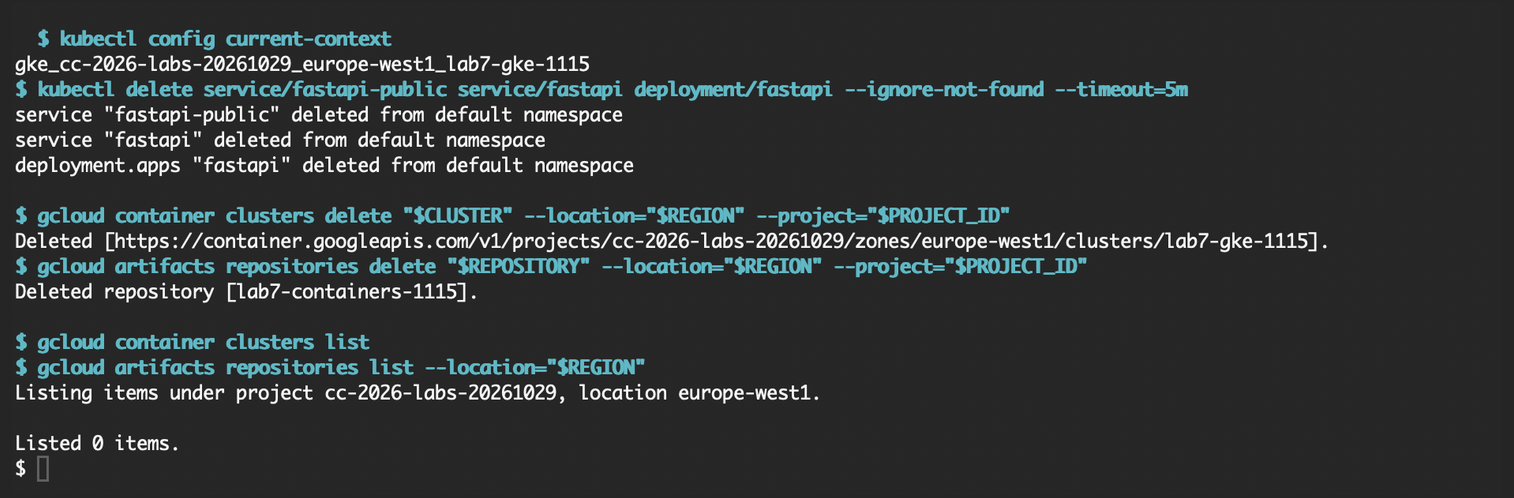 $ kubectl config current-context
gke_cc-2026-labs-20261029_europe-west1_lab7-gke-1115
$ kubectl delete service/fastapi-public service/fastapi deployment/fastapi --ignore-not-found --timeout=5m
service "fastapi-public" deleted from default namespace
service "fastapi" deleted from default namespace
deployment.apps "fastapi" deleted from default namespace
$ gcloud container clusters delete "$CLUSTER" --location="$REGION" --project="$PROJECT_ID"
Deleted [https://container.googleapis.com/v1/projects/cc-2026-labs-20261029/zones/europe-west1/clusters/lab7-gke-1115].
$ gcloud artifacts repositories delete "$REPOSITORY" --location="$REGION" --project="$PROJECT_ID"
Deleted repository [lab7-containers-1115].
$ gcloud container clusters list
$ gcloud artifacts repositories list --location="$REGION"
Listing items under project cc-2026-labs-20261029, location europe-west1.
Listed 0 items.
$